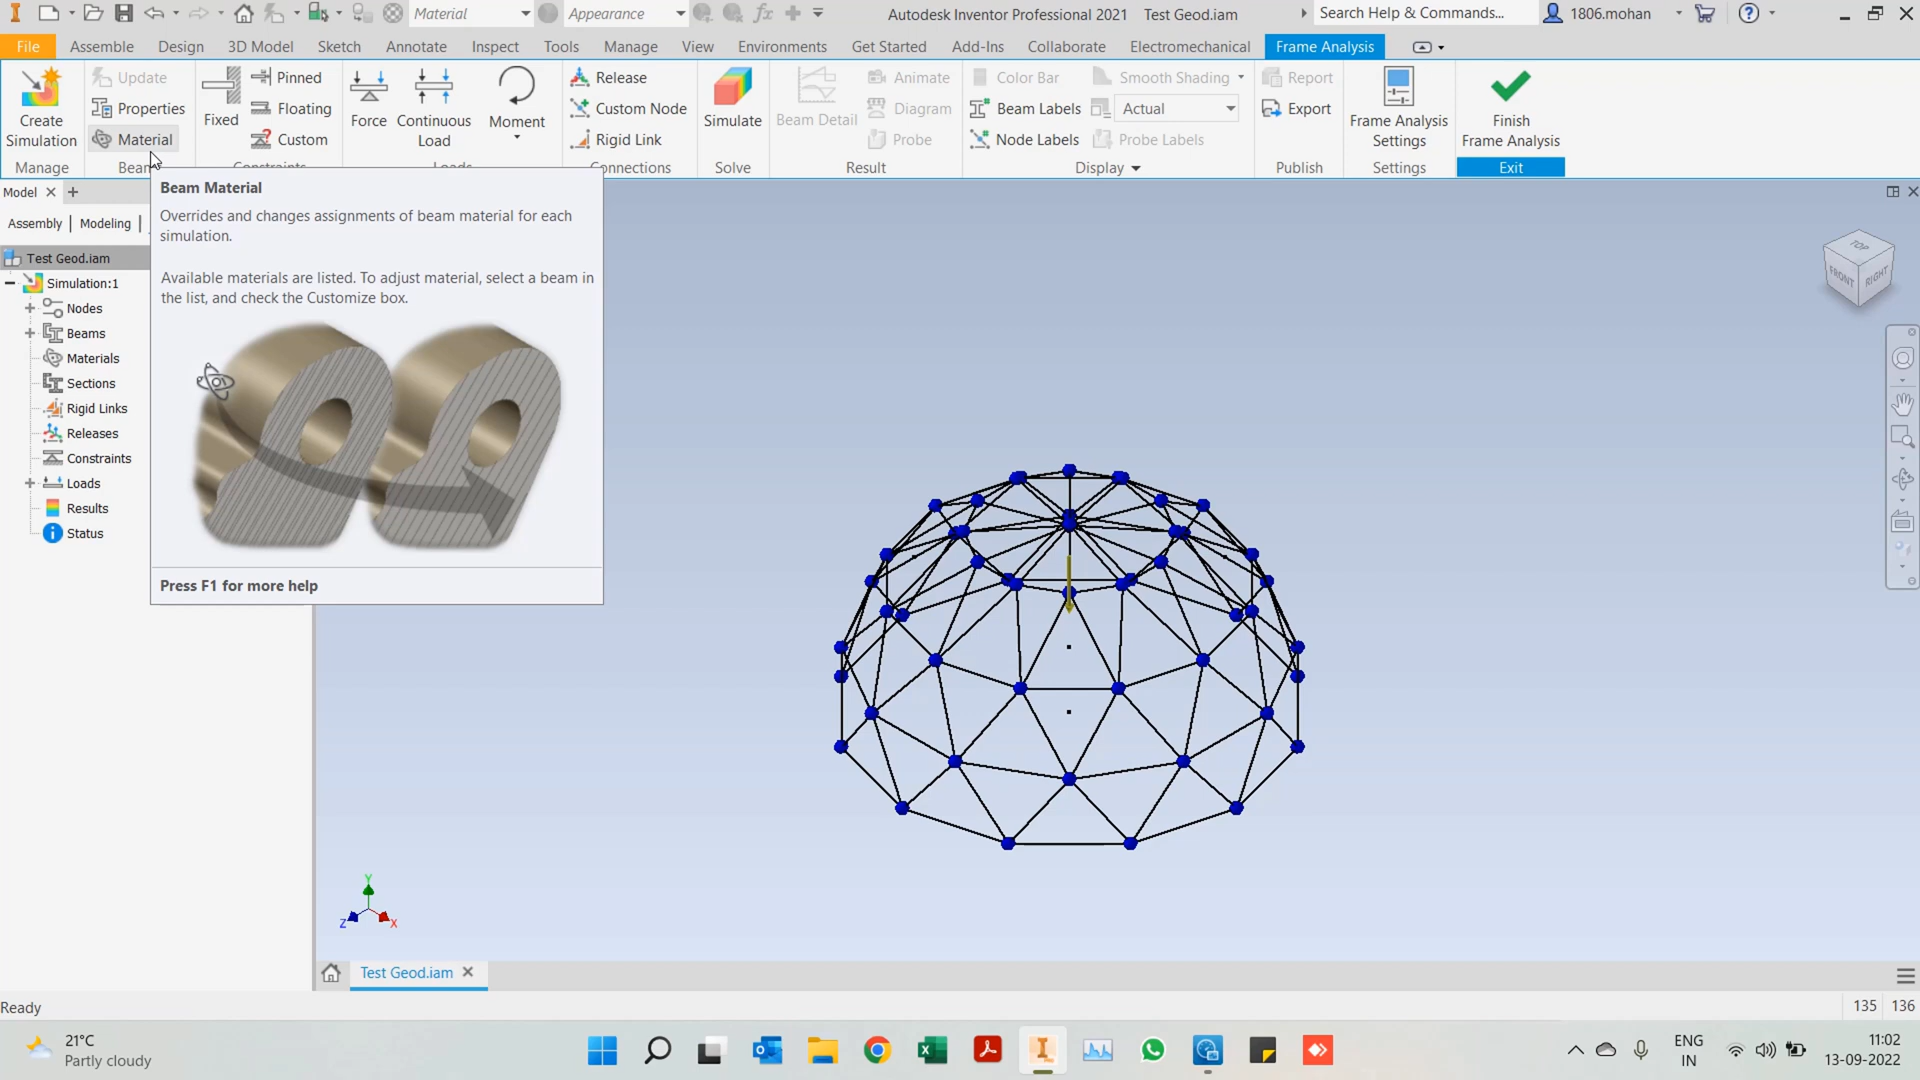 Material
Appearance
Autodesk Inventor Professional 2021 Test Geod.iam
Search Help & Commands...
1806.mohan
File Assemble Design 3D Model Sketch Annotate Inspect Tools Manage View Environments Get Started Add-Ins Collaborate Electromechanical Frame Analysis
Create
Simulation
Manage
Update
Properties
Material
Fixed
Pinned
Floating
Custom
Force
Continuous
Load
Moment
Release
Custom Node
Rigid Link
Simulate
Solve
Beam Detail
Animate
Diagram
Probe
Result
Color Bar
Beam Labels
Node Labels
Smooth Shading
Actual
Probe Labels
Display
Report
Export
Publish
Frame Analysis
Settings
Settings
Finish
Frame Analysis
Exit
Model
Assembly
Modeling
Test Geod.iam
Simulation:1
Nodes
Beams
Materials
Sections
Rigid Links
Releases
Constraints
Loads
Results
Status
Beam Material
Overrides and changes assignments of beam material for each
simulation.
Available materials are listed. To adjust material, select a beam in
the list, and check the Customize box.
Press F1 for more help
TOP
FRONT
RIGHT
Y
Z
X
Test Geod.iam
Ready
135 136
21°C
Partly cloudy
ENG
IN
11:02
13-09-2022